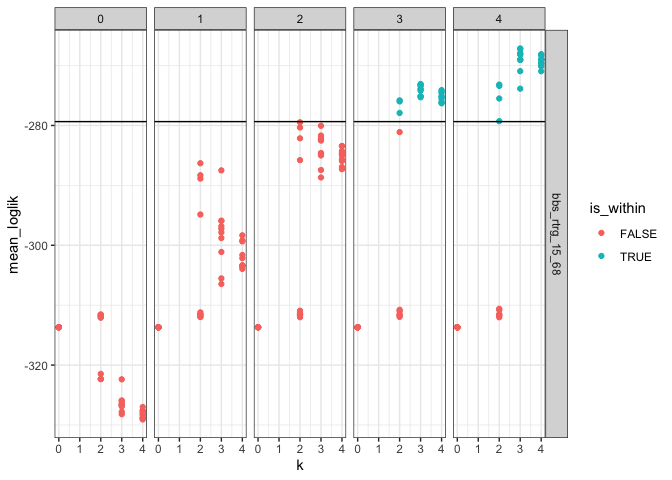 0 1 2 3 4
mean_loglik
-280
-300
-320
bbs_rtrg_15_68
is_within
FALSE
TRUE
0 1 2 3 4 0 1 2 3 4 0 1 2 3 4 0 1 2 3 4 0 1 2 3 4
k